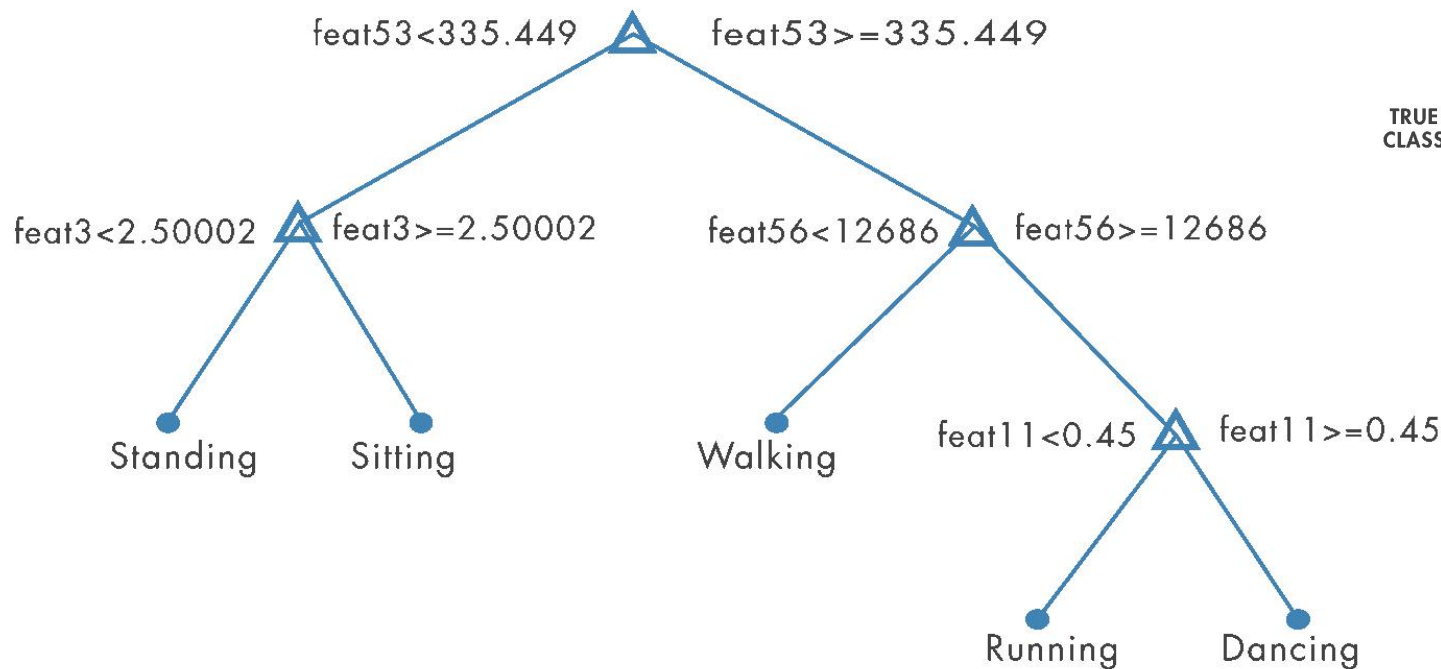 feat53<335.449
feat53>=335.449
TRUE
CLASS
feat3<2.50002
feat3>=2.50002
feat56<12686
feat56>=12686
Standing
Sitting
Walking
feat11<0.45
feat11>=0.45
Running
Dancing